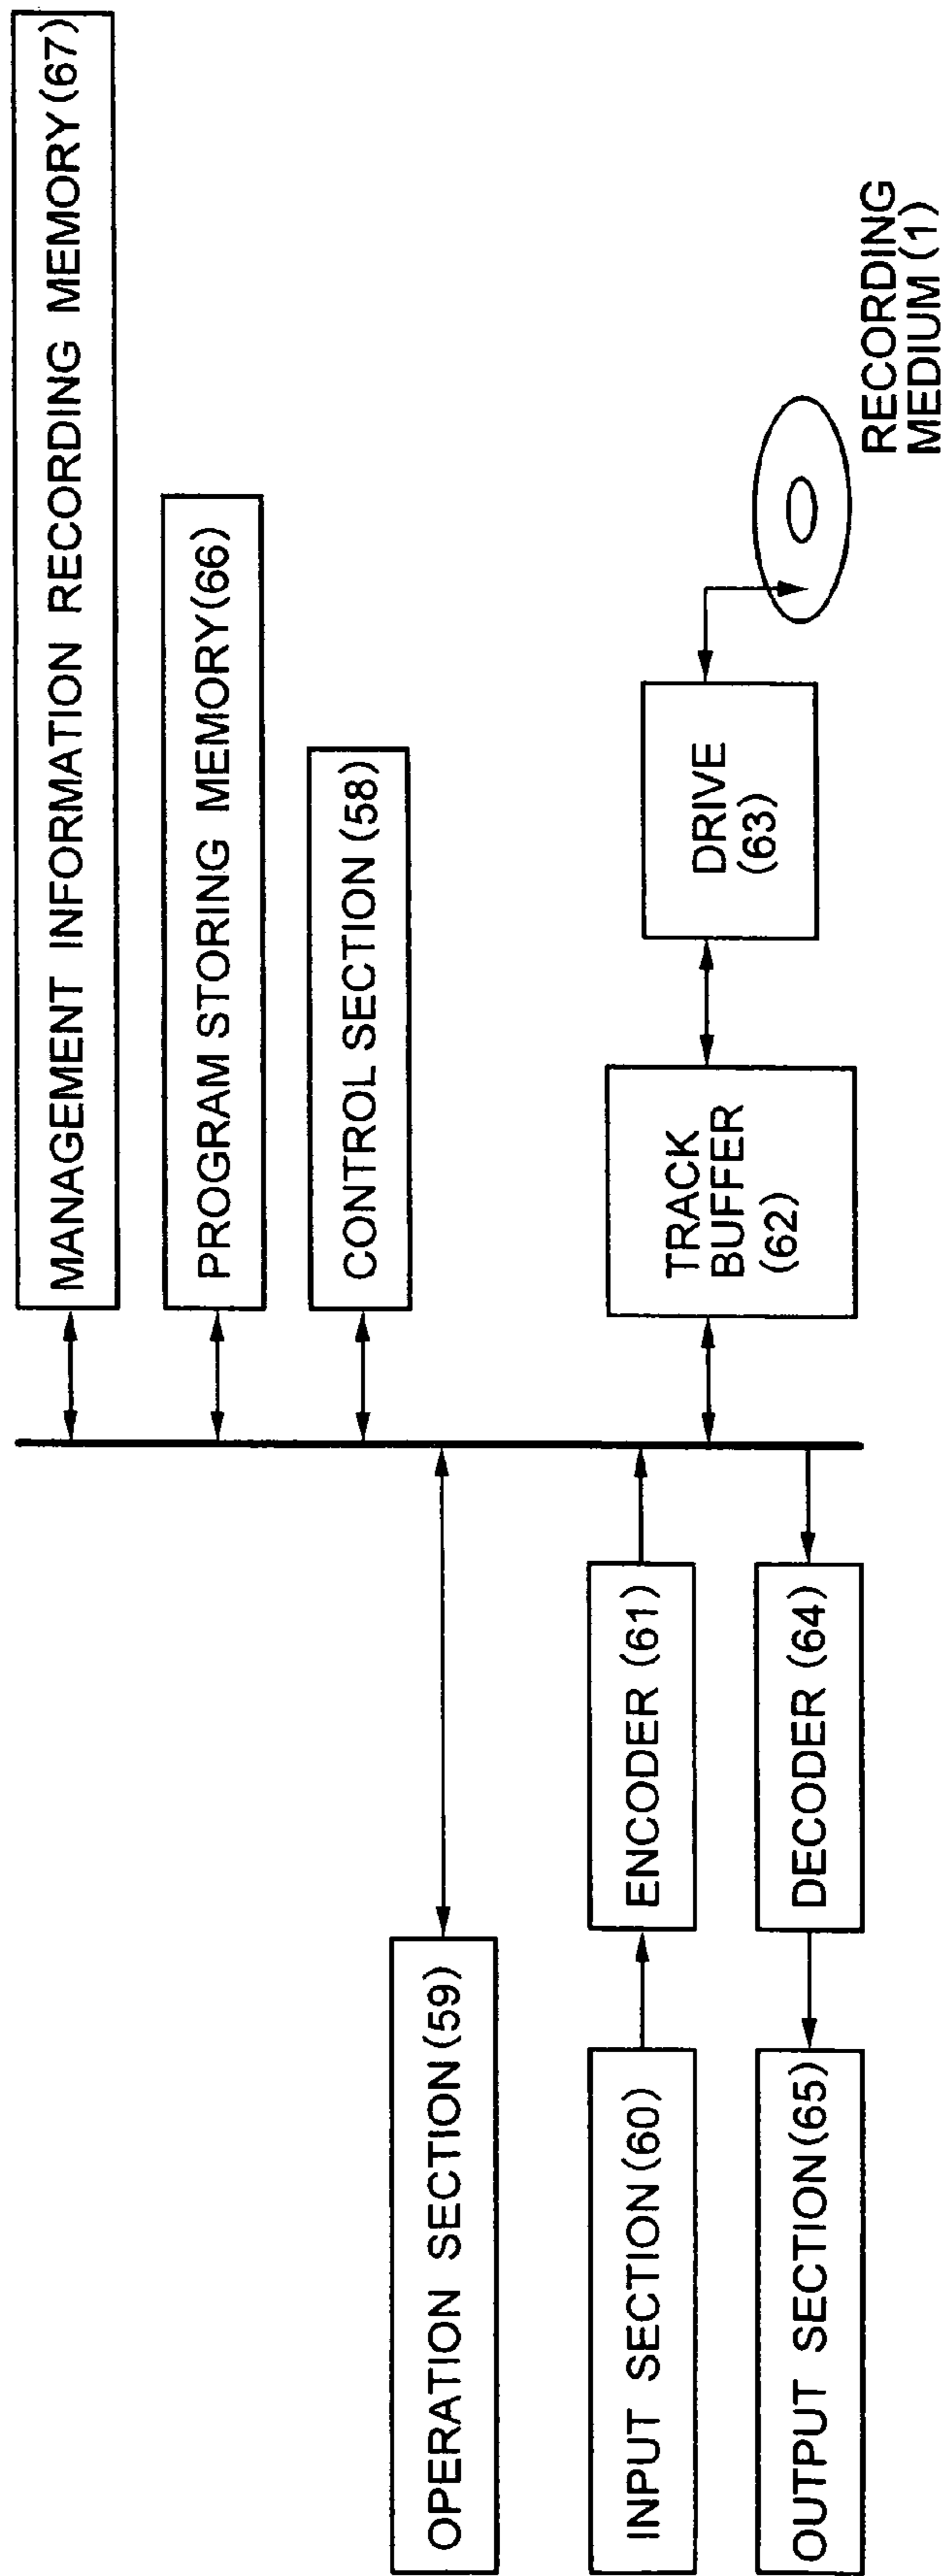 MANAGEMENT INFORMATION RECORDING MEMORY(67)
PROGRAM STORING MEMORY(66)
CONTROL SECTION(58)
OPERATION SECTION(59)
INPUT SECTION(60)
ENCODER (61)
TRACK
BUFFER
(62)
DRIVE
(63)
RECORDING
MEDIUM (1)
OUTPUT SECTION(65)
DECODER (64)